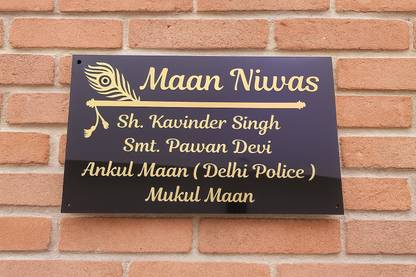 Maan Niwas
Sh. Kavinder Singh
Smt. Pawan Devi
Ankul Maan ( Delhi Police )
Mukul Maan